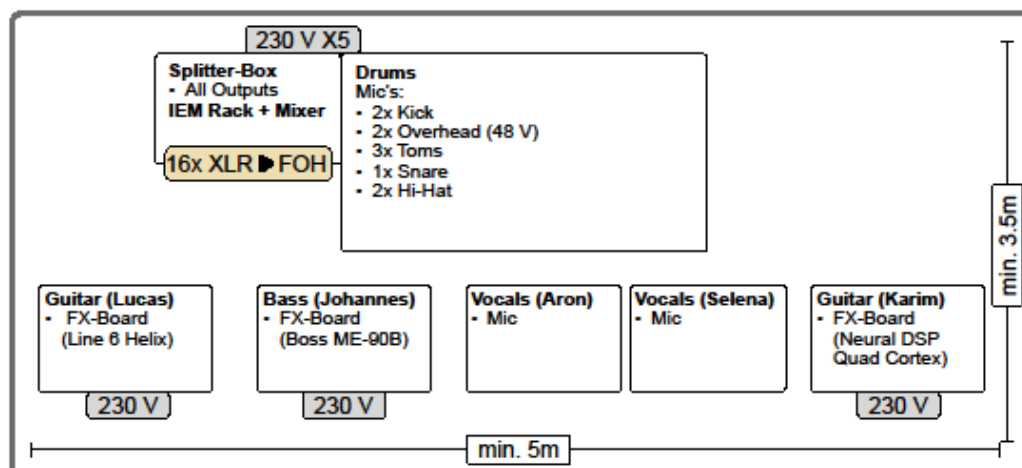 230 V X5
Splitter-Box
• All Outputs
IEM Rack + Mixer
16x XLR ▶ FOH
Drums
Mic's:
• 2x Kick
• 2x Overhead (48 V)
• 3x Toms
• 1x Snare
• 2x Hi-Hat
min. 3.5m
Guitar (Lucas)
• FX-Board
(Line 6 Helix)
230 V
Bass (Johannes)
• FX-Board
(Boss ME-90B)
230 V
Vocals (Aron)
• Mic
Vocals (Selena)
• Mic
Guitar (Karim)
• FX-Board
(Neural DSP
Quad Cortex)
230 V
min. 5m